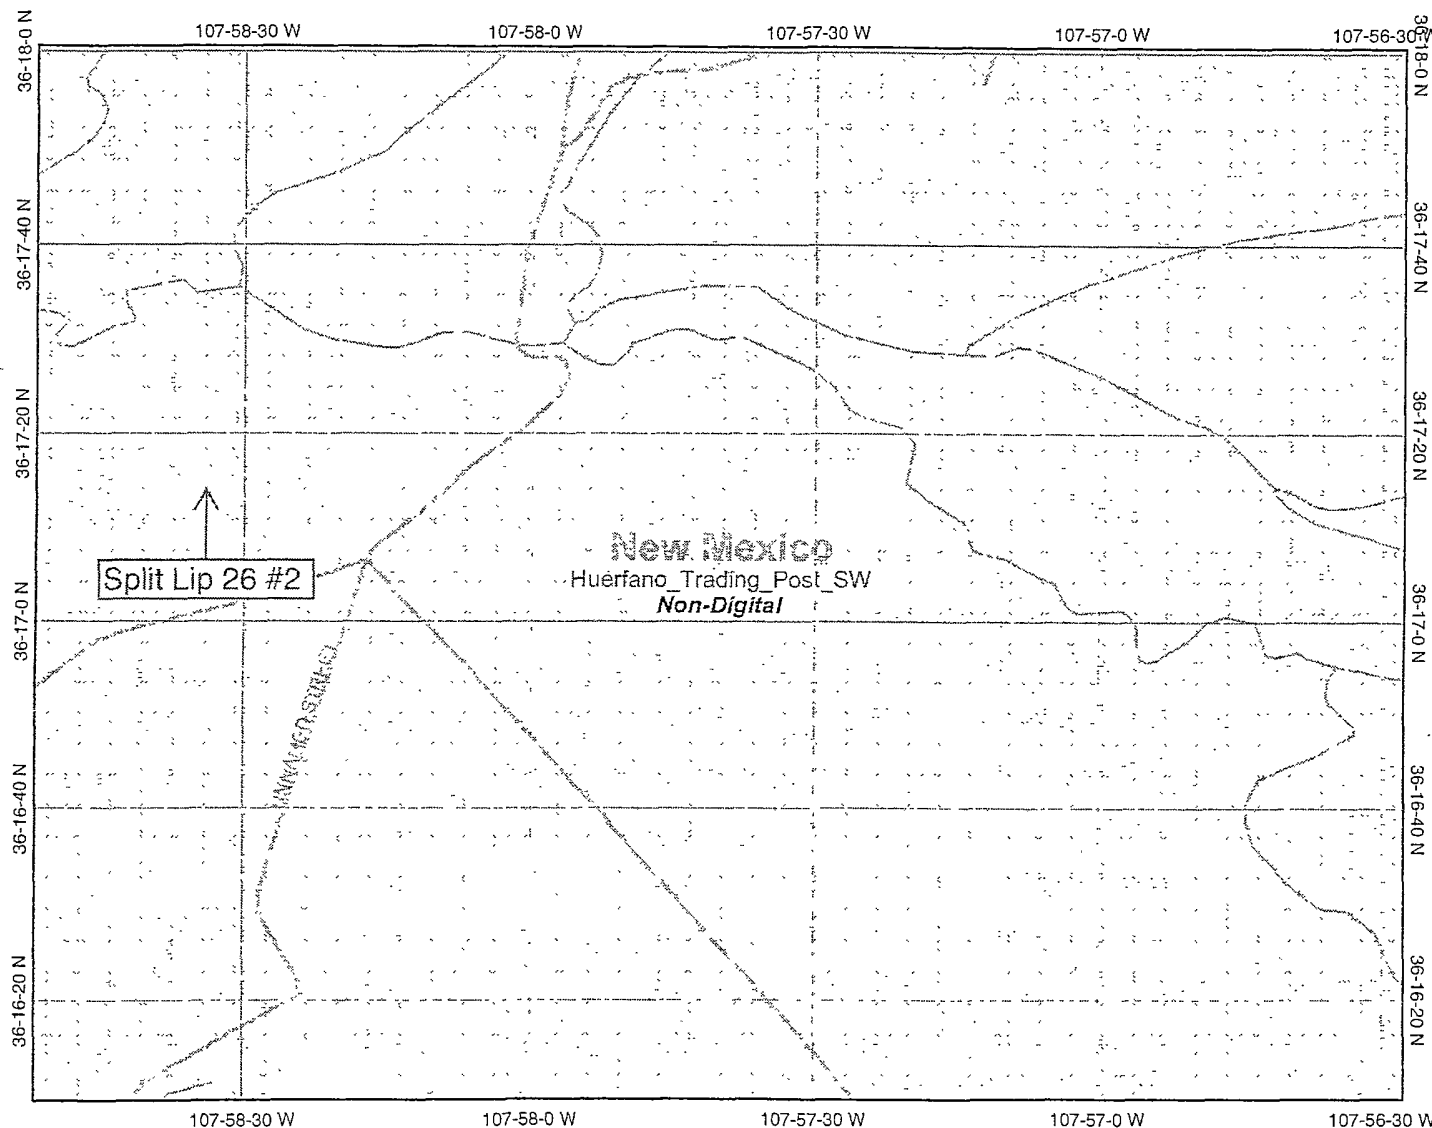 107-58-30 W
107-58-0 W
107-57-30 W
107-57-0 W
107-56-30 W
36-18-0 N
36-18-0 N
36-17-40 N
36-17-40 N
36-17-20 N
36-17-20 N
Split Lip 26 #2
New Mexico
Huerfano_Trading_Post_SW
Non-Digital
36-17-0 N
36-17-0 N
36-16-40 N
36-16-40 N
36-16-20 N
36-16-20 N
107-58-30 W
107-58-0 W
107-57-30 W
107-57-0 W
107-56-30 W